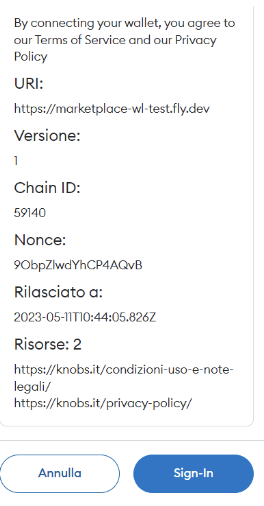 By connecting your wallet, you agree to
our Terms of Service and our Privacy
Policy
URI:
https://marketplace-wl-test.fly.dev
Versione:
1
Chain ID:
59140
Nonce:
9ObpZlwdYhCP4AQvB
Rilasciato a:
2023-05-11T10:44:05.826Z
Risorse: 2
https://knobs.it/condizioni-uso-e-note-
legali/
https://knobs.it/privacy-policy/
Annulla
Sign-In